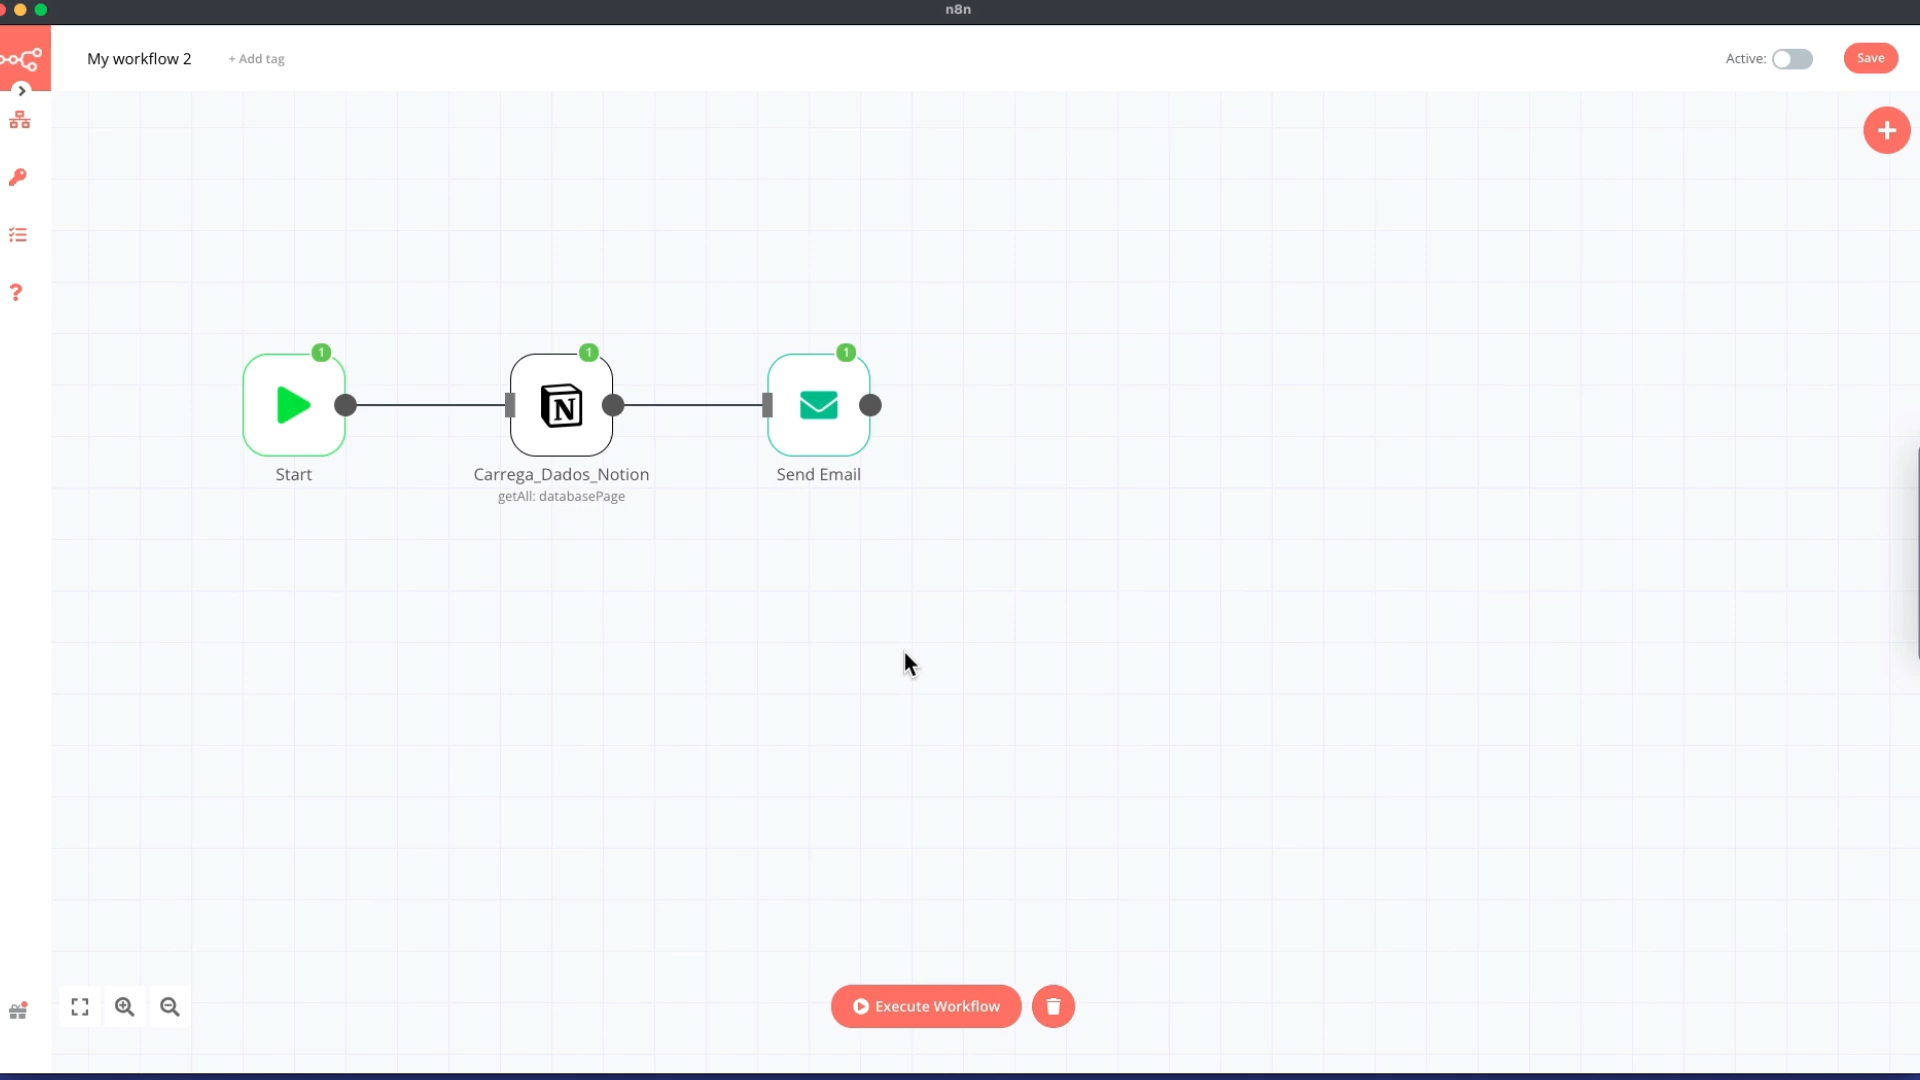 n8n
My workflow 2
+ Add tag
Active:
Save
1
1
1
N
Start
Carrega_Dados_Notion
getAll: databasePage
Send Email
Execute Workflow